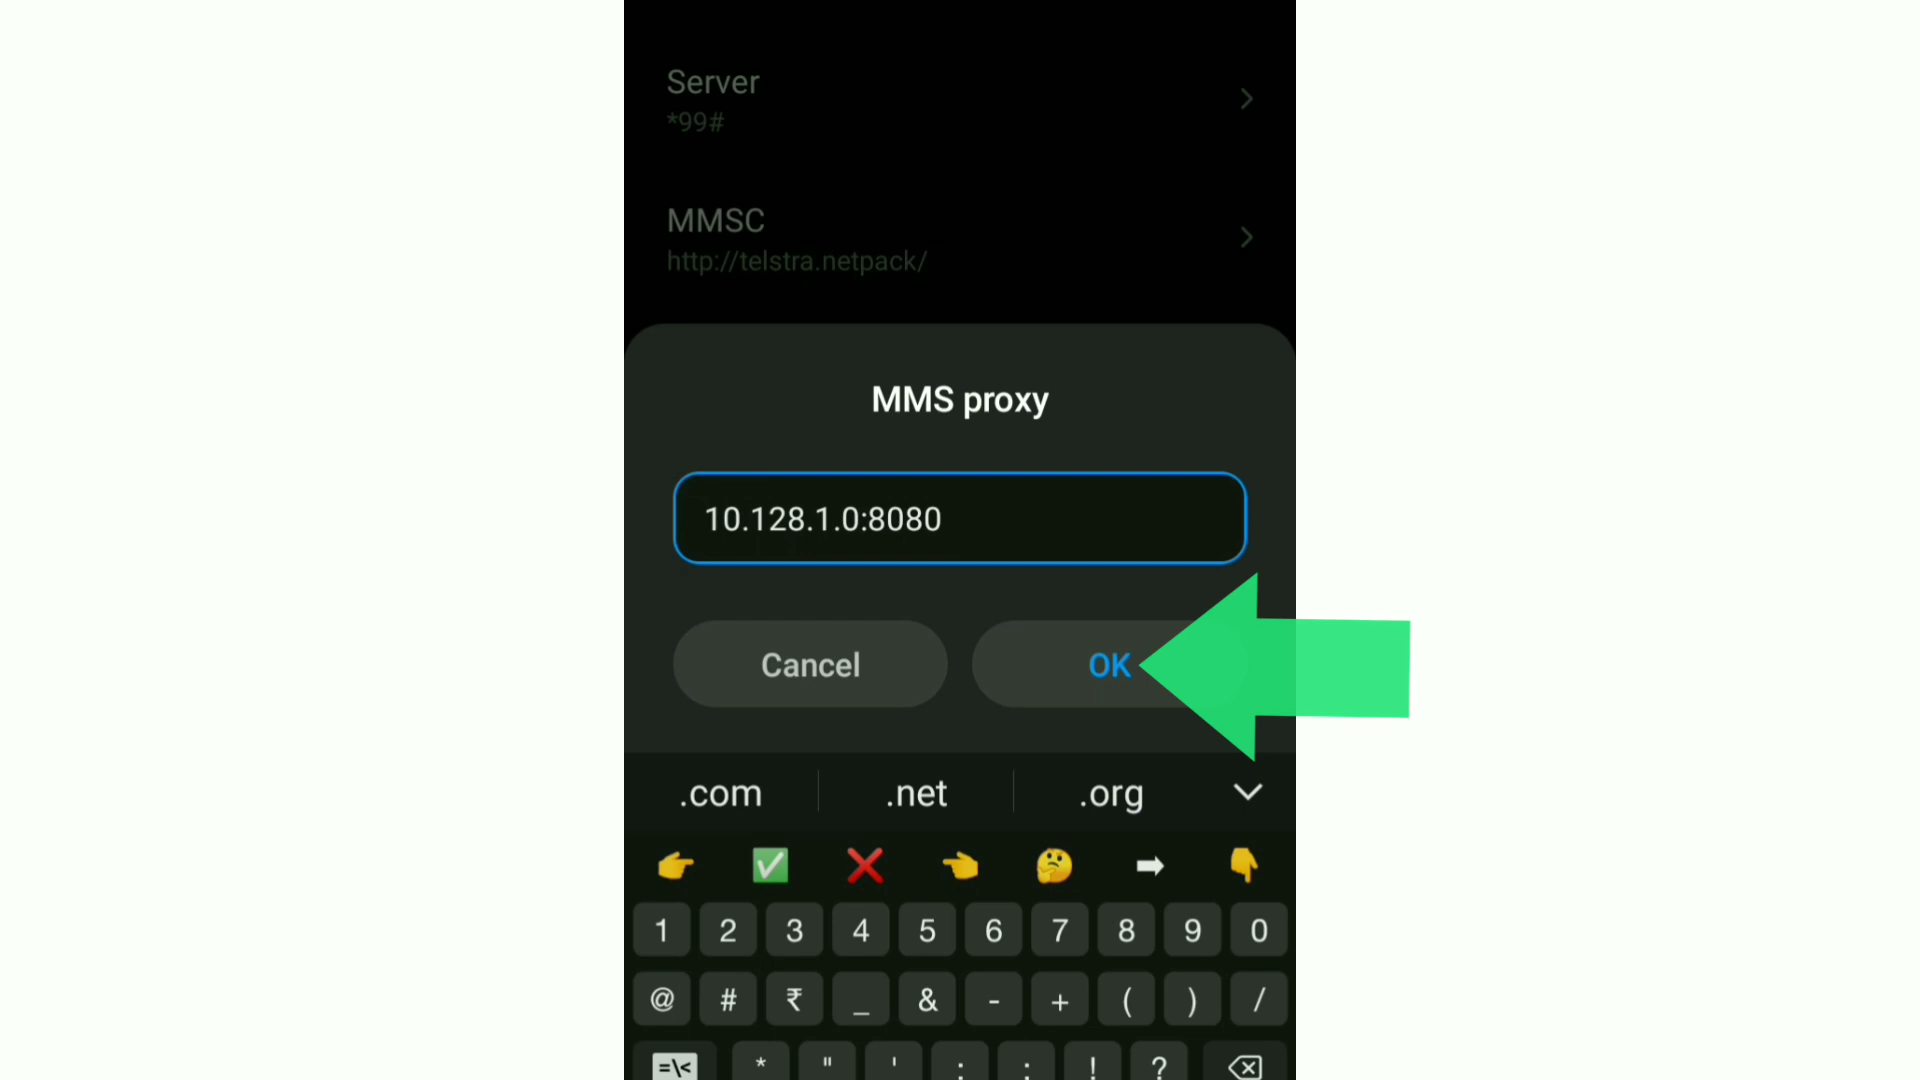 Server
*99#
MMSC
http://telstra.netpack/
MMS proxy
10.128.1.0:8080
Cancel OK
.com .net .org
1 2 3 4 5 6 7 8 9 0
@ # ₹ _ & - + ( ) /
=\< * " ' : ! ?